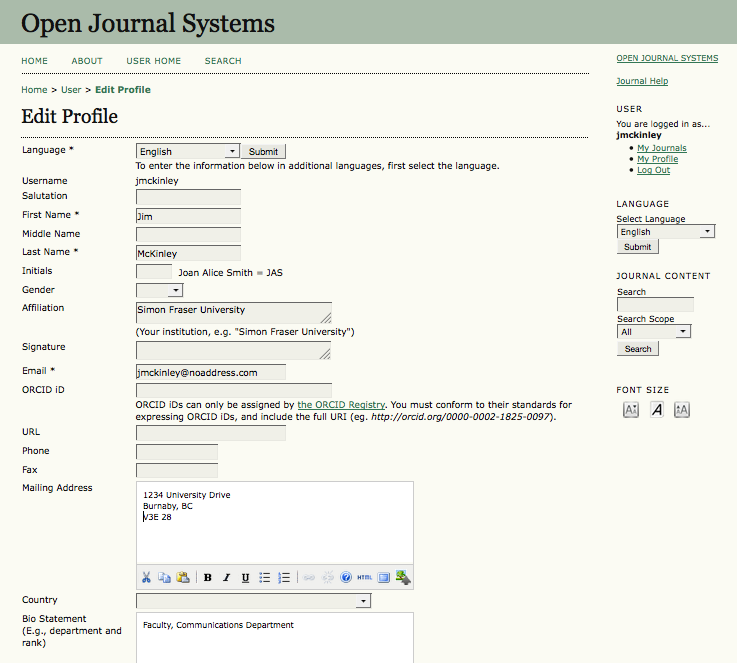 Open Journal Systems
HOME ABOUT USER HOME SEARCH
Home > User > Edit Profile
Edit Profile
Language * English Submit
To enter the information below in additional languages, first select the language.
Username jmckinley
Salutation
First Name * Jim
Middle Name
Last Name * McKinley
Initials Joan Alice Smith = JAS
Gender
Affiliation Simon Fraser University
(Your institution, e.g. "Simon Fraser University")
Signature
Email * jmckinley@noaddress.com
ORCID iD
ORCID iDs can only be assigned by the ORCID Registry. You must conform to their standards for
expressing ORCID iDs, and include the full URI (eg. http://orcid.org/0000-0002-1825-0097).
URL
Phone
Fax
Mailing Address
1234 University Drive
Burnaby, BC
V3E 28
B I U HTML
Country
Bio Statement
(E.g., department and
rank)
Faculty, Communications Department
OPEN JOURNAL SYSTEMS
Journal Help
USER
You are logged in as...
jmckinley
My Journals
My Profile
Log Out
LANGUAGE
Select Language
English
Submit
JOURNAL CONTENT
Search
Search Scope
All
Search
FONT SIZE
A A A